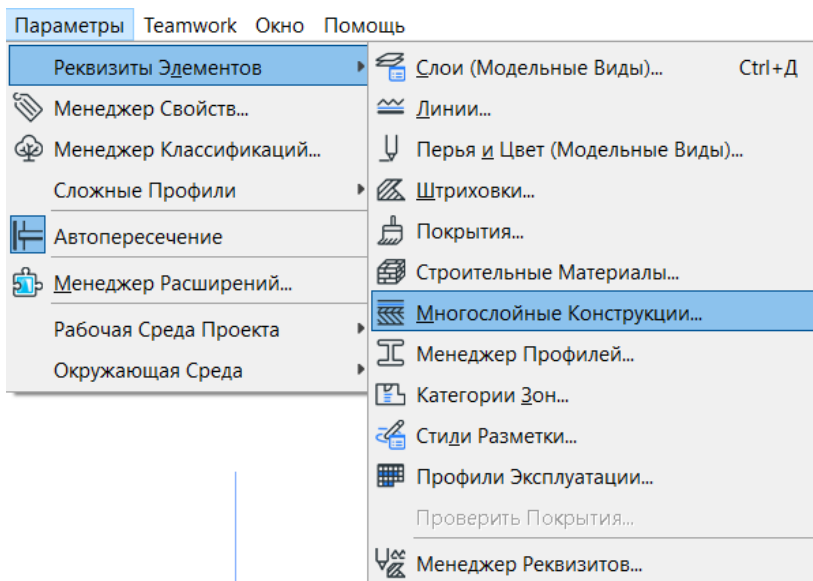 Параметры Teamwork Окно Помощь
Реквизиты Элементов
Менеджер Свойств...
Менеджер Классификаций...
Сложные Профили
Автопересечение
Менеджер Расширений...
Рабочая Среда Проекта
Окружающая Среда
Слои (Модельные Виды)... Ctrl+Д
Линии...
Перья и Цвет (Модельные Виды)...
Штриховки...
Покрытия...
Строительные Материалы...
Многослойные Конструкции...
Менеджер Профилей...
Категории Зон...
Стили Разметки...
Профили Эксплуатации...
Проверить Покрытия...
Менеджер Реквизитов...